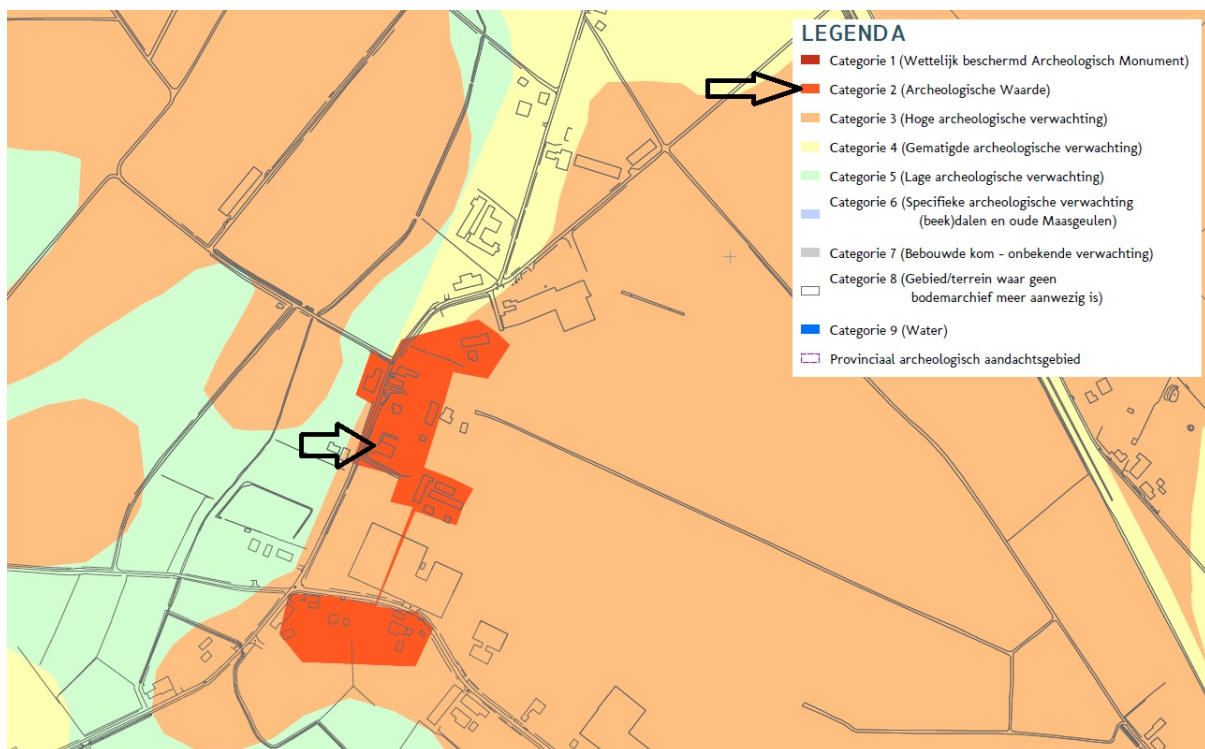 LEGENDA
Categorie 1 (Wettelijk beschermd Archeologisch Monument)
Categorie 2 (Archeologische Waarde)
Categorie 3 (Hoge archeologische verwachting)
Categorie 4 (Gematigde archeologische verwachting)
Categorie 5 (Lage archeologische verwachting)
Categorie 6 (Specifieke archeologische verwachting
(beek)dalen en oude Maasgeulen)
Categorie 7 (Bebouwde kom - onbekende verwachting)
Categorie 8 (Gebied/terrein waar geen
bodemarchief meer aanwezig is)
Categorie 9 (Water)
Provinciaal archeologisch aandachtsgebied